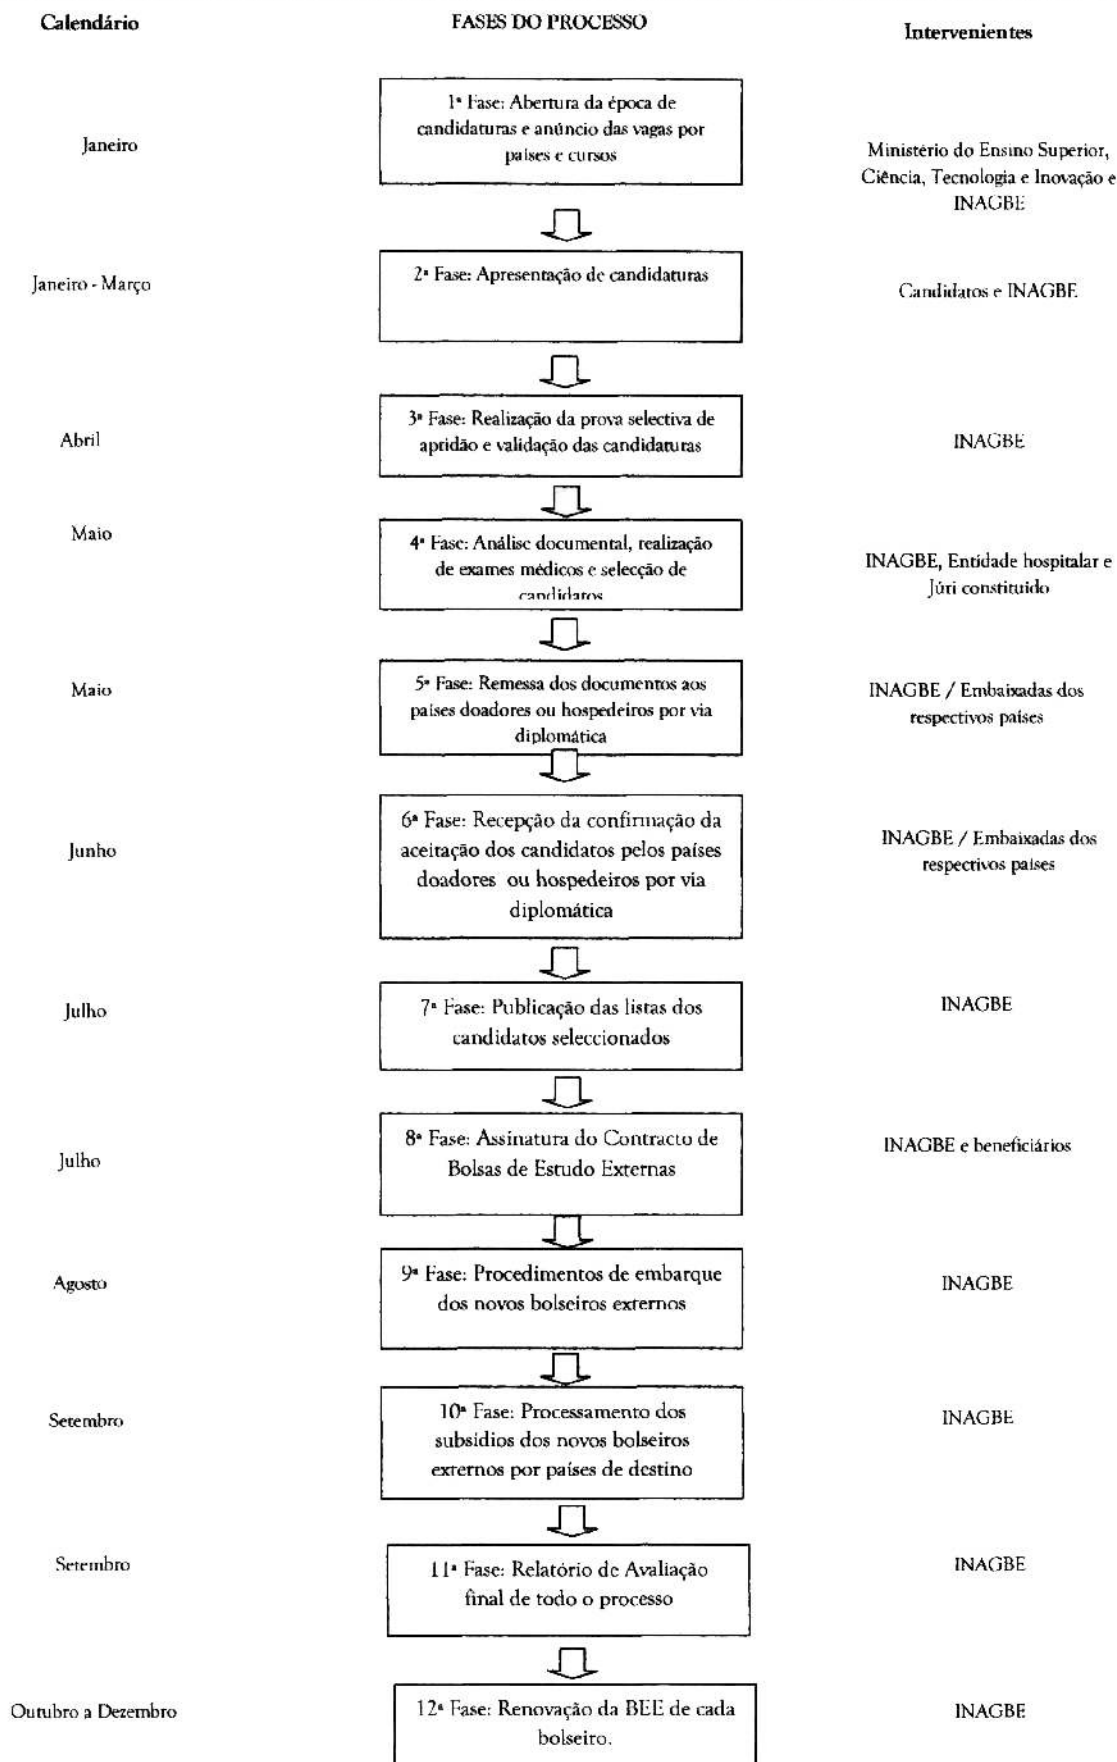 Calendário
FASES DO PROCESSO
Intervenientes
Janeiro
1ª Fase: Abertura da época de
candidaturas e anúncio das vagas por
países e cursos
Ministério do Ensino Superior,
Ciência, Tecnologia e Inovação e
INAGBE
Janeiro - Março
2ª Fase: Apresentação de candidaturas
Candidatos e INAGBE
Abril
3ª Fase: Realização da prova selectiva de
aptidão e validação das candidaturas
INAGBE
Maio
4ª Fase: Análise documental, realização
de exames médicos e selecção de
candidatos
INAGBE, Entidade hospitalar e
Júri constituido
Maio
5ª Fase: Remessa dos documentos aos
países doadores ou hospedeiros por via
diplomática
INAGBE / Embaixadas dos
respectivos países
Junho
6ª Fase: Recepção da confirmação da
aceitação dos candidatos pelos países
doadores ou hospedeiros por via
diplomática
INAGBE / Embaixadas dos
respectivos países
Julho
7ª Fase: Publicação das listas dos
candidatos seleccionados
INAGBE
Julho
8ª Fase: Assinatura do Contracto de
Bolsas de Estudo Externas
INAGBE e beneficiários
Agosto
9ª Fase: Procedimentos de embarque
dos novos bolseiros externos
INAGBE
Setembro
10ª Fase: Processamento dos
subsídios dos novos bolseiros
externos por países de destino
INAGBE
Setembro
11ª Fase: Relatório de Avaliação
final de todo o processo
INAGBE
Outubro a Dezembro
12ª Fase: Renovação da BEE de cada
bolseiro.
INAGBE